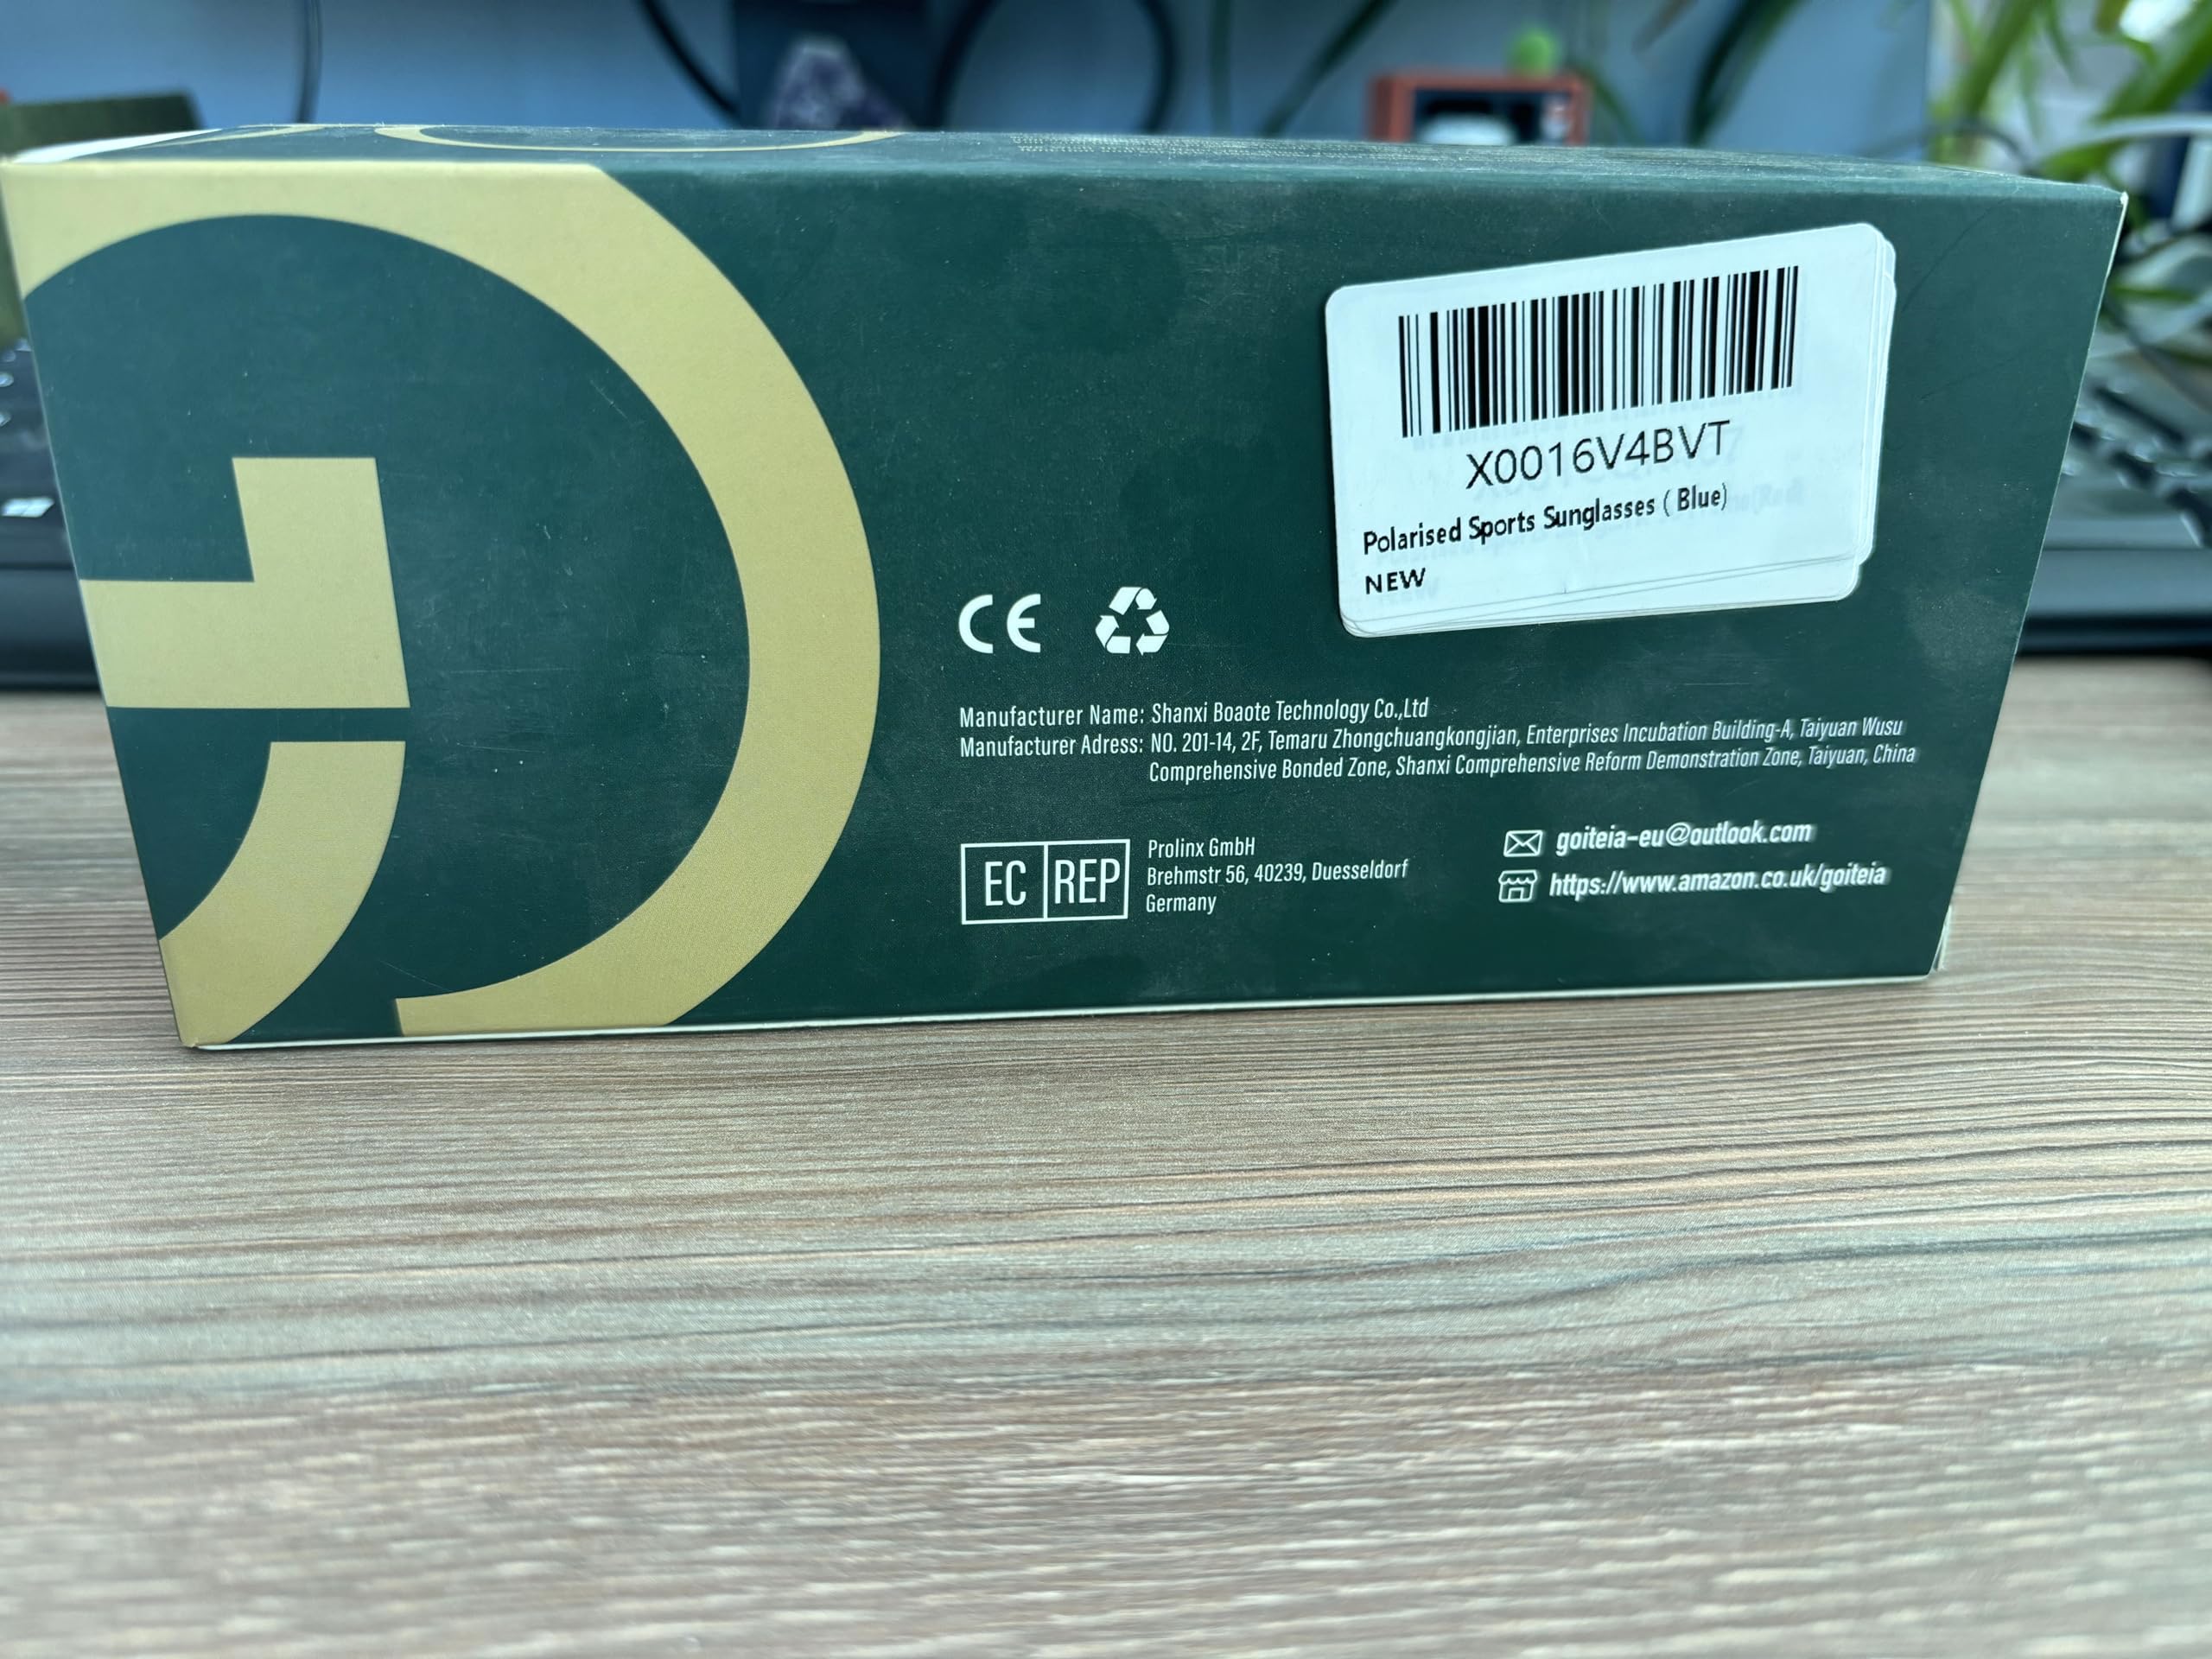 X0016V4BVT
Polarised Sports Sunglasses ( Blue)
NEW
CE
Manufacturer Name: Shanxi Boaote Technology Co.,Ltd
Manufacturer Adress: NO. 201-14, 2F, Temaru Zhongchuangkongjian, Enterprises Incubation Building-A, Taiyuan Wusu
Comprehensive Bonded Zone, Shanxi Comprehensive Reform Demonstration Zone, Taiyuan, China
EC REP
Prolinx GmbH
Brehmstr 56, 40239, Duesseldorf
Germany
goiteia-eu@outlook.com
https://www.amazon.co.uk/goiteia